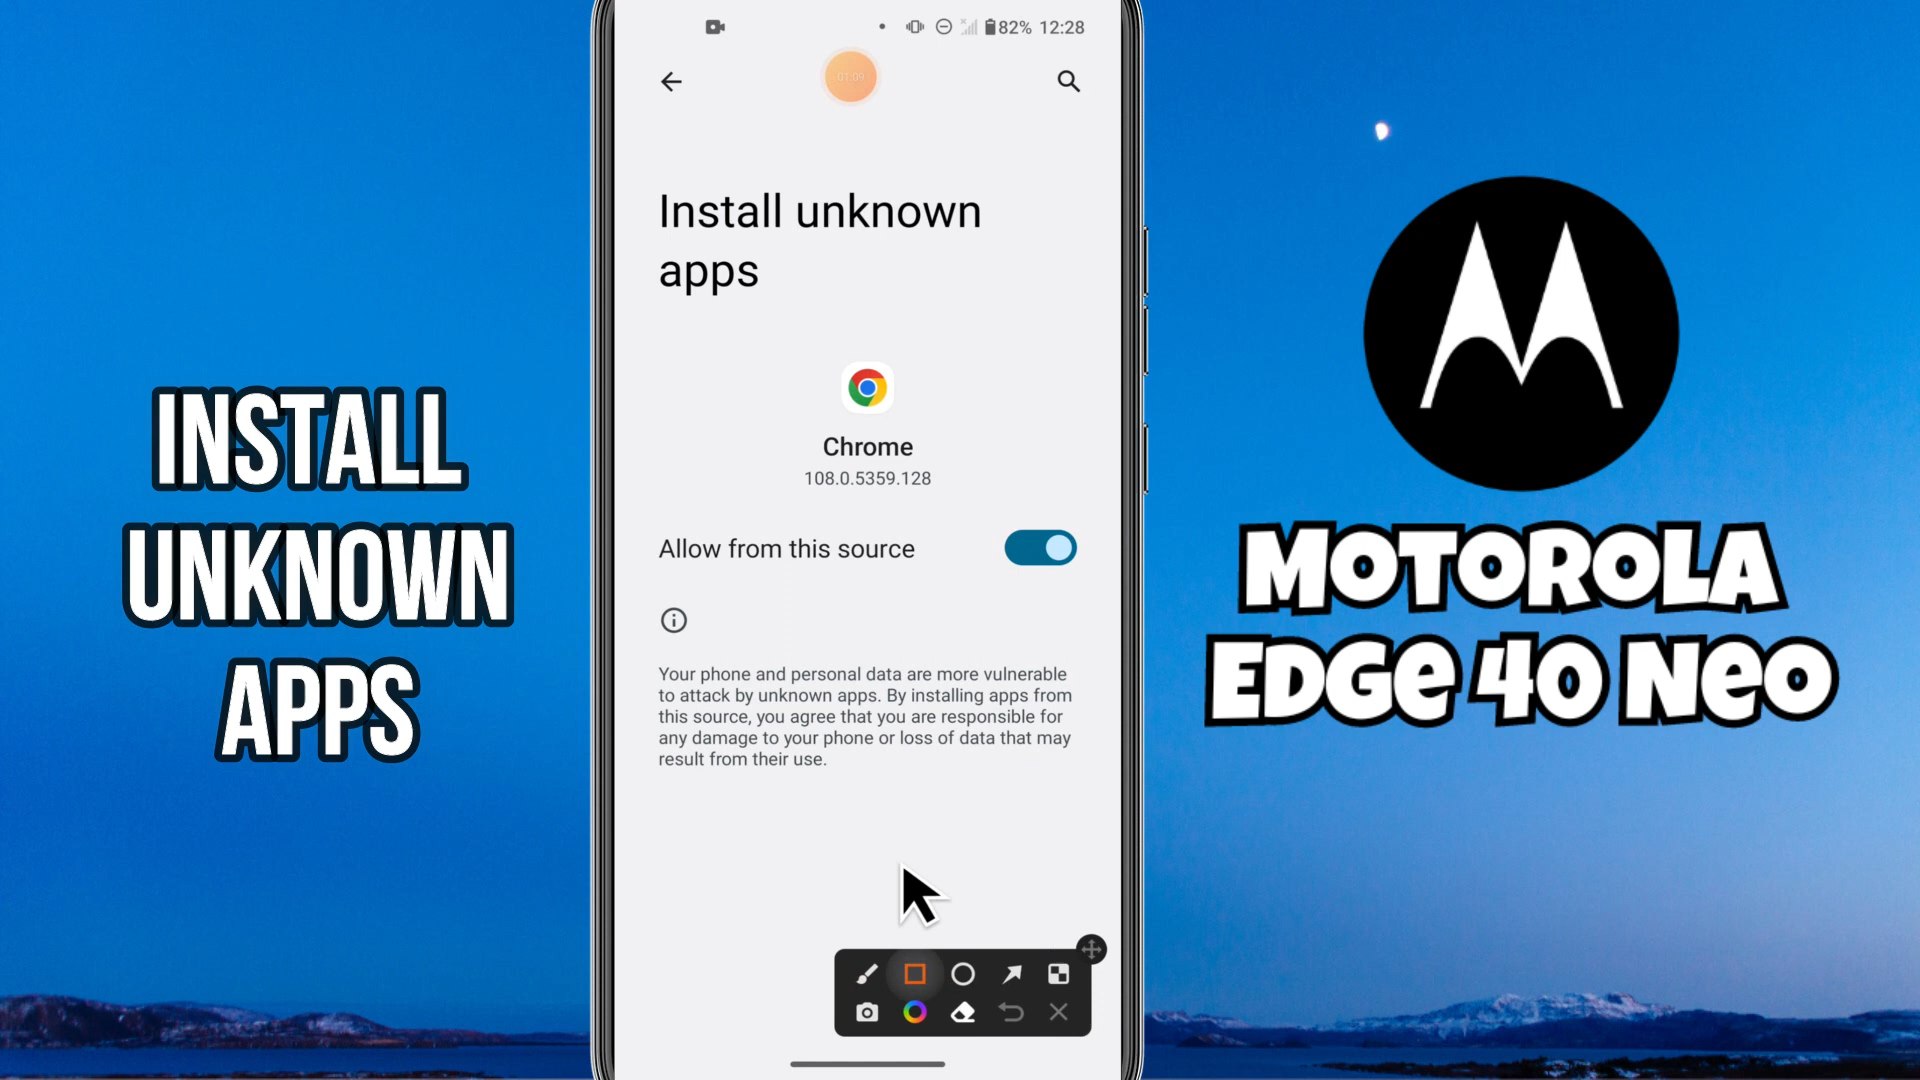 82% 12:28
01:09
Install unknown
apps
Chrome
108.0.5359.128
Allow from this source
Your phone and personal data are more vulnerable
to attack by unknown apps. By installing apps from
this source, you agree that you are responsible for
any damage to your phone or loss of data that may
result from their use.
INSTALL
UNKNOWN
APPS
MOTOROLA
EDGe 40 Neo